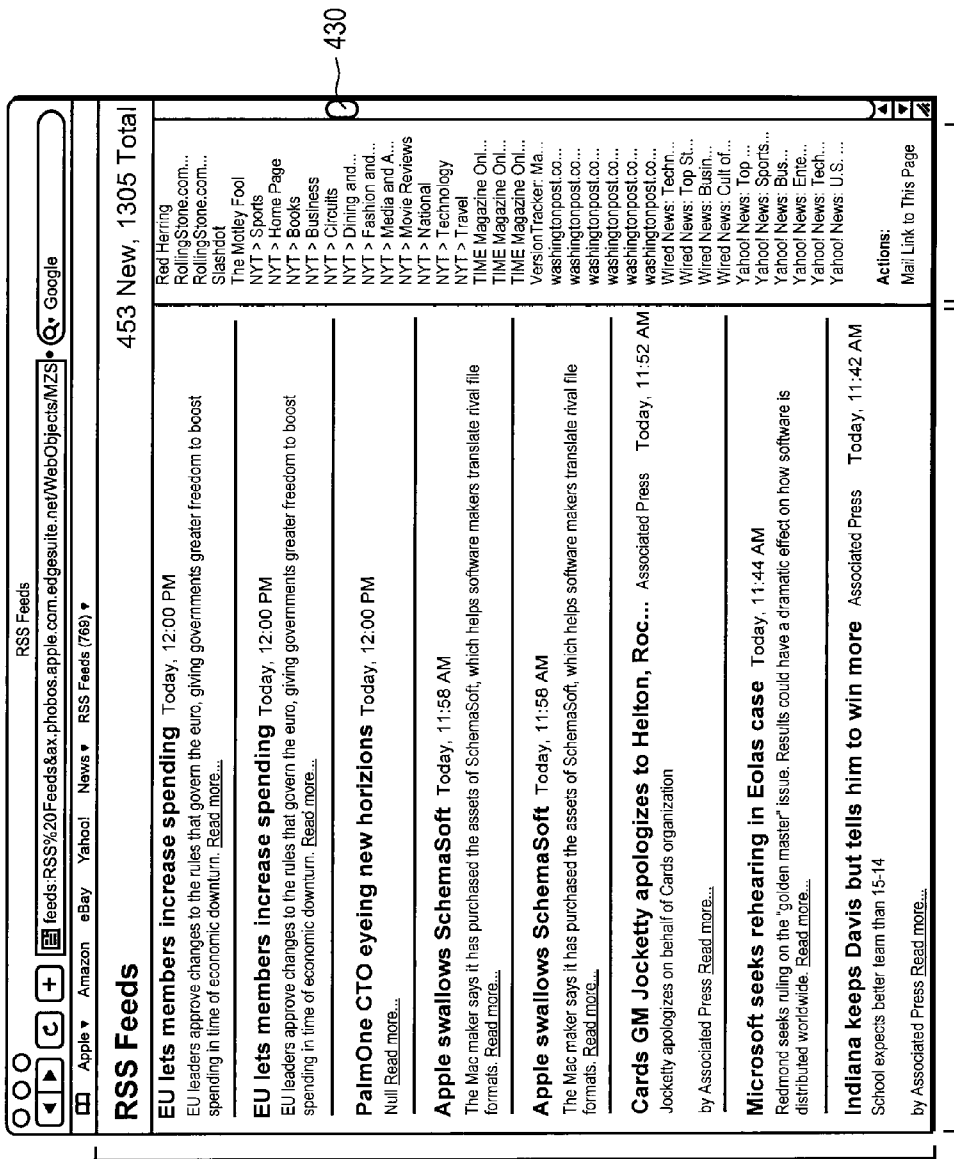 RSS Feeds
feeds:RSS%20Feeds&ax.phobos.apple.com.edgesuite.net/WebObjects/MZS
Google
Apple Amazon eBay Yahoo! News RSS Feeds (769)
RSS Feeds
453 New, 1305 Total
EU lets members increase spending Today, 12:00 PM
EU leaders approve changes to the rules that govern the euro, giving governments greater freedom to boost
spending in time of economic downturn. Read more...
EU lets members increase spending Today, 12:00 PM
EU leaders approve changes to the rules that govern the euro, giving governments greater freedom to boost
spending in time of economic downturn. Read more...
PalmOne CTO eyeing new horizions Today, 12:00 PM
Null Read more...
Apple swallows SchemaSoft Today, 11:58 AM
The Mac maker says it has purchased the assets of SchemaSoft, which helps software makers translate rival file
formats. Read more...
Apple swallows SchemaSoft Today, 11:58 AM
The Mac maker says it has purchased the assets of SchemaSoft, which helps software makers translate rival file
formats. Read more...
Cards GM Jocketty apologizes to Helton, Roc... Associated Press Today, 11:52 AM
Jocketty apologizes on behalf of Cards organization
by Associated Press Read more...
Microsoft seeks rehearing in Eolas case Today, 11:44 AM
Redmond seeks ruling on the "golden master" issue. Results could have a dramatic effect on how software is
distributed worldwide. Read more...
Indiana keeps Davis but tells him to win more Associated Press Today, 11:42 AM
School expects better team than 15-14
by Associated Press Read more...
Red Herring
RollingStone.com...
RollingStone.com...
Slashdot
The Motley Fool
NYT > Sports
NYT > Home Page
NYT > Books
NYT > Business
NYT > Circuits
NYT > Dining and...
NYT > Fashion and...
NYT > Media and A...
NYT > Movie Reviews
NYT > National
NYT > Technology
NYT > Travel
TIME Magazine Onl...
TIME Magazine Onl...
TIME Magazine Onl...
VersionTracker: Ma...
washingtonpost.co...
washingtonpost.co...
washingtonpost.co...
washingtonpost.co...
washingtonpost.co...
Wired News: Techn...
Wired News: Top St...
Wired News: Busin...
Wired News: Cult of...
Yahoo! News: Top ...
Yahoo! News: Sports...
Yahoo! News: Bus...
Yahoo! News: Ente...
Yahoo! News: Tech...
Yahoo! News: U.S. ...
Actions:
Mail Link to This Page
430